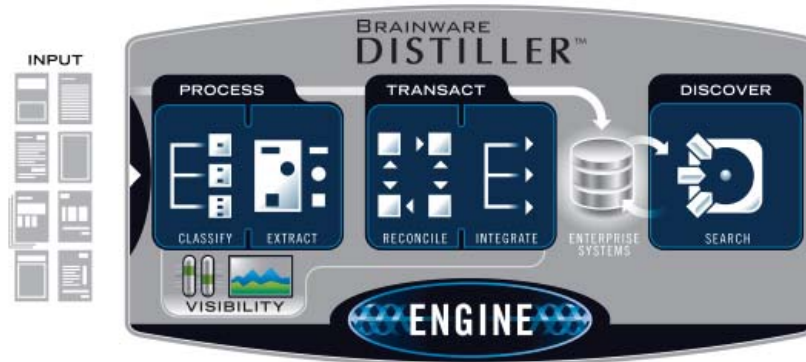 BRAINWARE
DISTILLER™
INPUT
PROCESS
TRANSACT
DISCOVER
CLASSIFY
EXTRACT
RECONCILE
INTEGRATE
ENTERPRISE
SYSTEMS
SEARCH
VISIBILITY
ENGINE